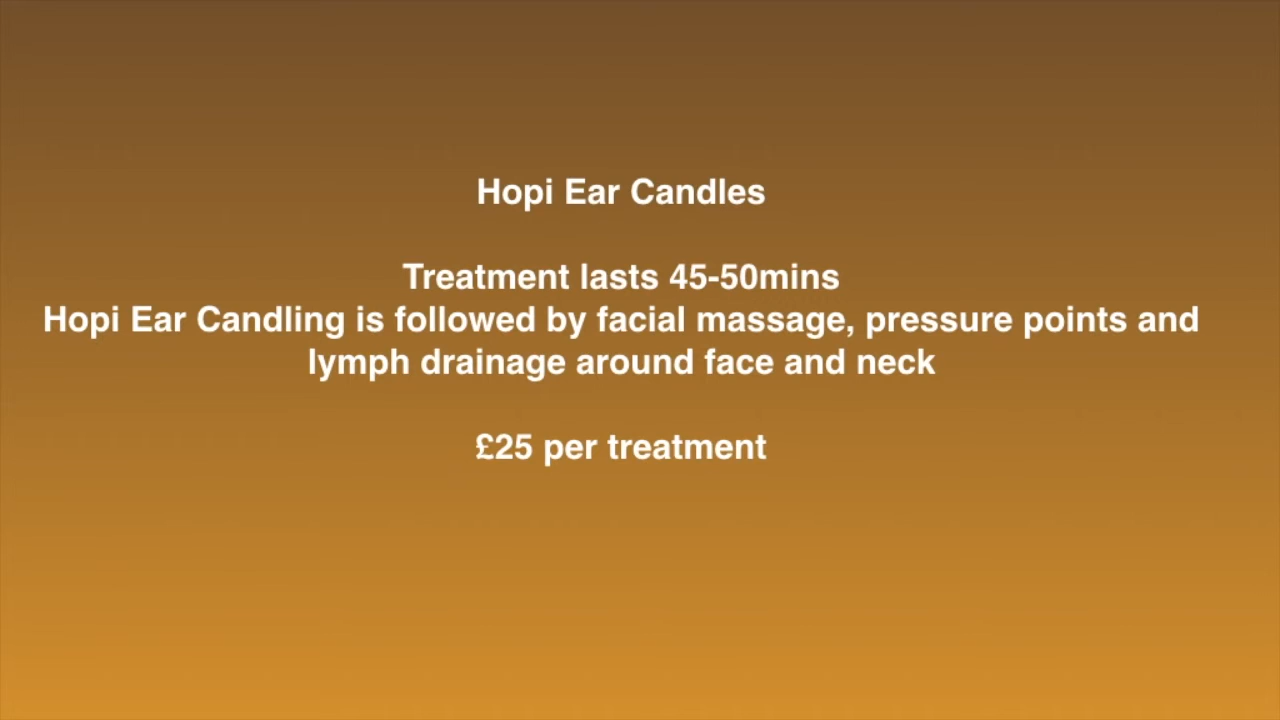 Hopi Ear Candles
Treatment lasts 45-50mins
Hopi Ear Candling is followed by facial massage, pressure points and
lymph drainage around face and neck
£25 per treatment